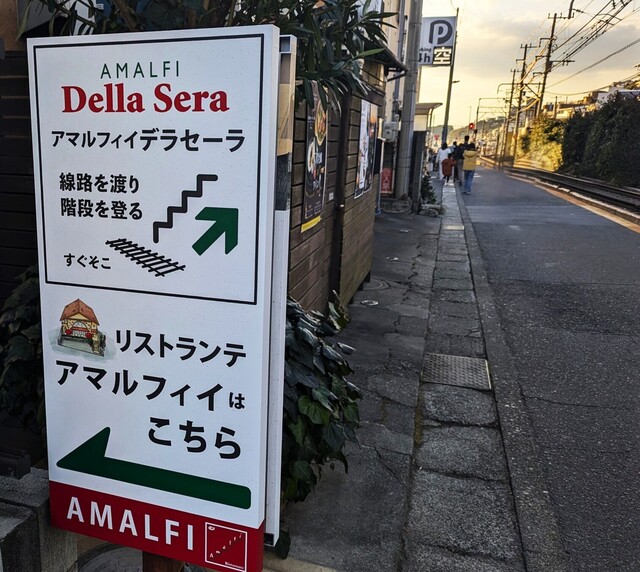 AMALFI
Della Sera
アマルフィイデラセーラ
線路を渡り
階段を登る
すぐそこ
リストランテ
アマルフィイは
こちら
AMALFI
P
空